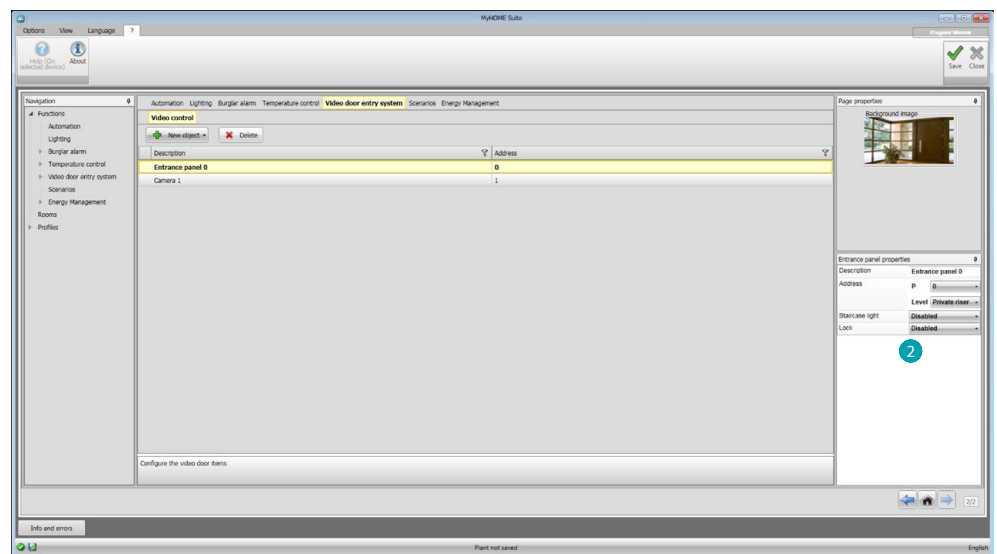 MyHOME Suite
Options View Language ?
Help (On selected device)
About
Save Close
Navigation
Functions
Automation
Lighting
Burglar alarm
Temperature control
Video door entry system
Scenarios
Energy Management
Rooms
Profiles
Automation Lighting Burglar alarm Temperature control Video door entry system Scenarios Energy Management
Video control
New object Delete
Description Address
Entrance panel 0 0
Camera 1 1
Configure the video door items
Page properties
Background image
Entrance panel properties
Description Entrance panel 0
Address P 0
Level Private riser
Staircase light Disabled
Lock Disabled
2
2/2
Info and errors
Plant not saved English